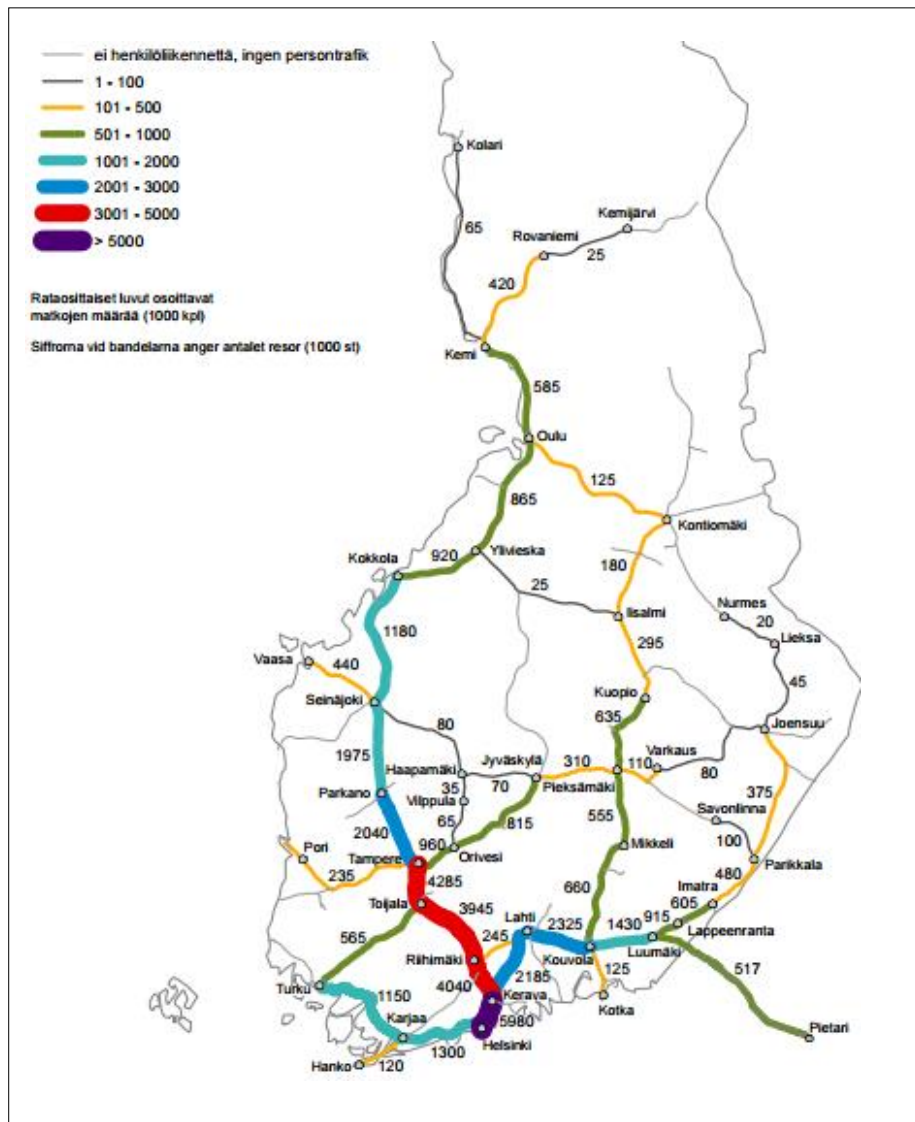 ei henkilöliikennettä, ingen persontrafik
1 - 100
101 - 500
501 - 1000
1001 - 2000
2001 - 3000
3001 - 5000
> 5000
Rataosittaiset luvut osoittavat
matkojen määrää (1000 kpl)
Siffrorna vid bandelarna anger antalet resor (1000 st)
Kolari
65
Kemijärvi
Rovaniemi
25
420
Kemi
585
Oulu
125
865
Kontiomäki
Ylivieska
920
Kokkola
180
25
Iisalmi
Nurmes
20
Lieksa
1180
295
Vaasa
440
45
Kuopio
Seinäjoki
635
Joensuu
80
1975
Jyväskylä
310
110
Varkaus
80
Haapamäki
70
Pieksämäki
375
Parkano
35
Vilppula
Savonlinna
65
815
555
2040
960
100
Pori
Tampere
Orivesi
Mikkeli
Parikkala
235
4285
480
Imatra
660
Toijala
3945
Lahti
2325
1430
915
605
Lappeenranta
565
245
Luumäki
Riihimäki
Kouvola
517
4040
2185
125
Turku
1150
Kerava
Kotka
Karjaa
5980
Pietari
1300
Helsinki
Hanko
120